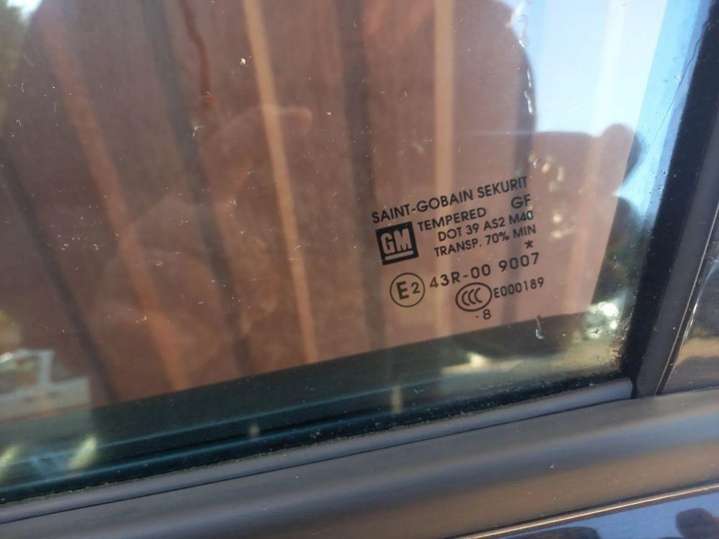 SAINT-GOBAIN SEKURIT
GM
TEMPERED GF
DOT 39 AS2 M40
TRANSP. 70% MIN
*
E2 43R-00 9007
CCC E000189
.8